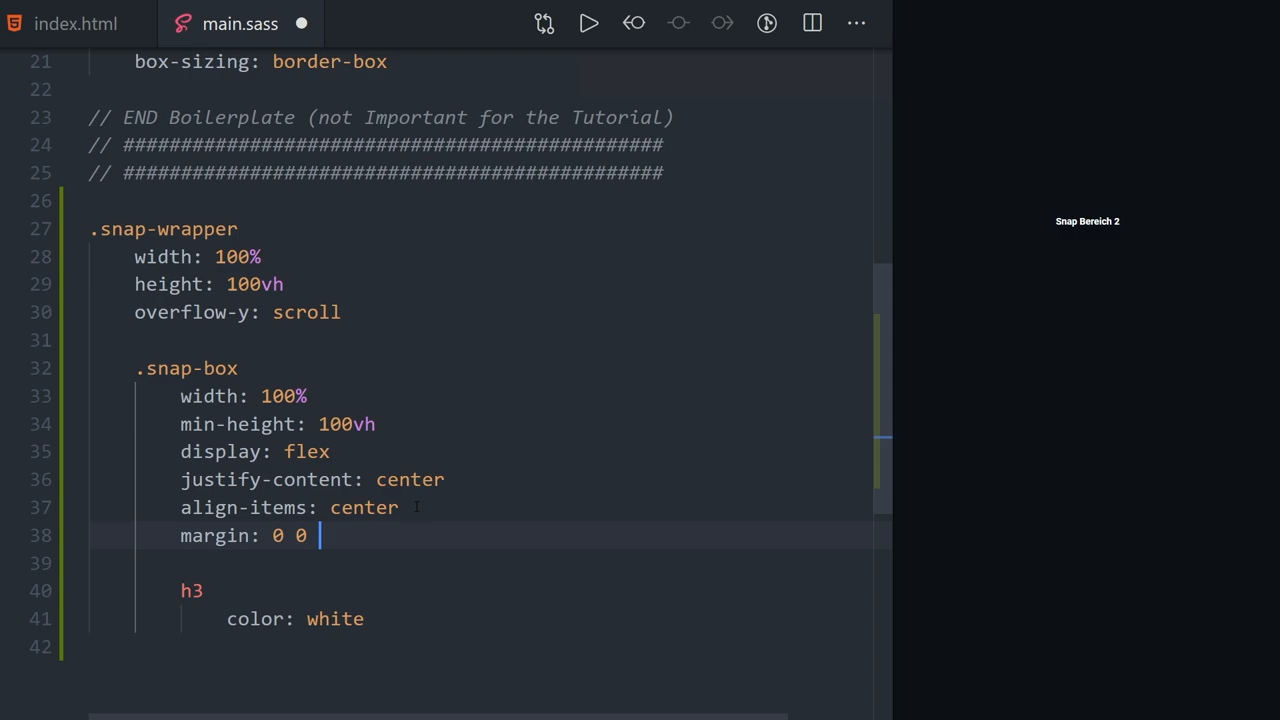 index.html
main.sass
21 box-sizing: border-box
22
23 // END Boilerplate (not Important for the Tutorial)
24 // ###############################################
25 // ###############################################
26
27 .snap-wrapper
28 width: 100%
29 height: 100vh
30 overflow-y: scroll
31
32 .snap-box
33 width: 100%
34 min-height: 100vh
35 display: flex
36 justify-content: center
37 align-items: center
38 margin: 0 0
39
40 h3
41 color: white
42
Snap Bereich 2